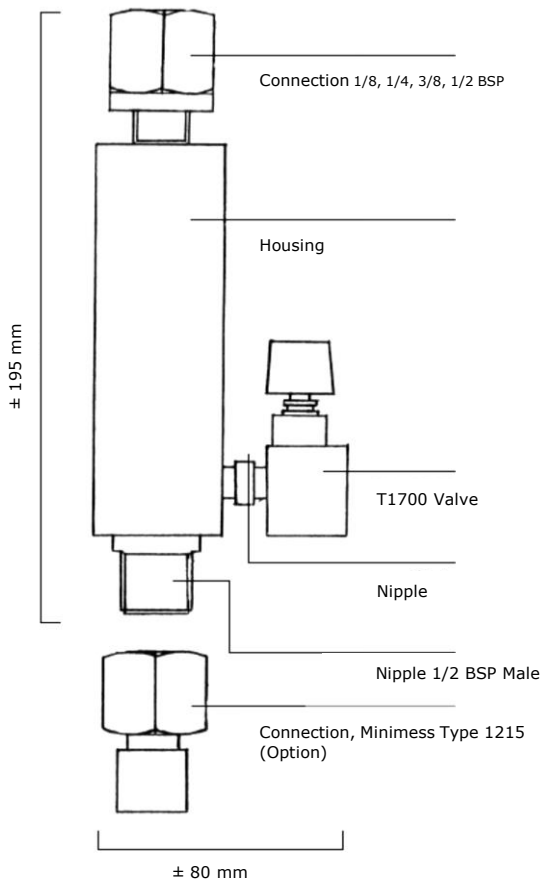 Connection 1/8, 1/4, 3/8, 1/2 BSP
Housing
± 195 mm
T1700 Valve
Nipple
Nipple 1/2 BSP Male
Connection, Minimess Type 1215
(Option)
± 80 mm